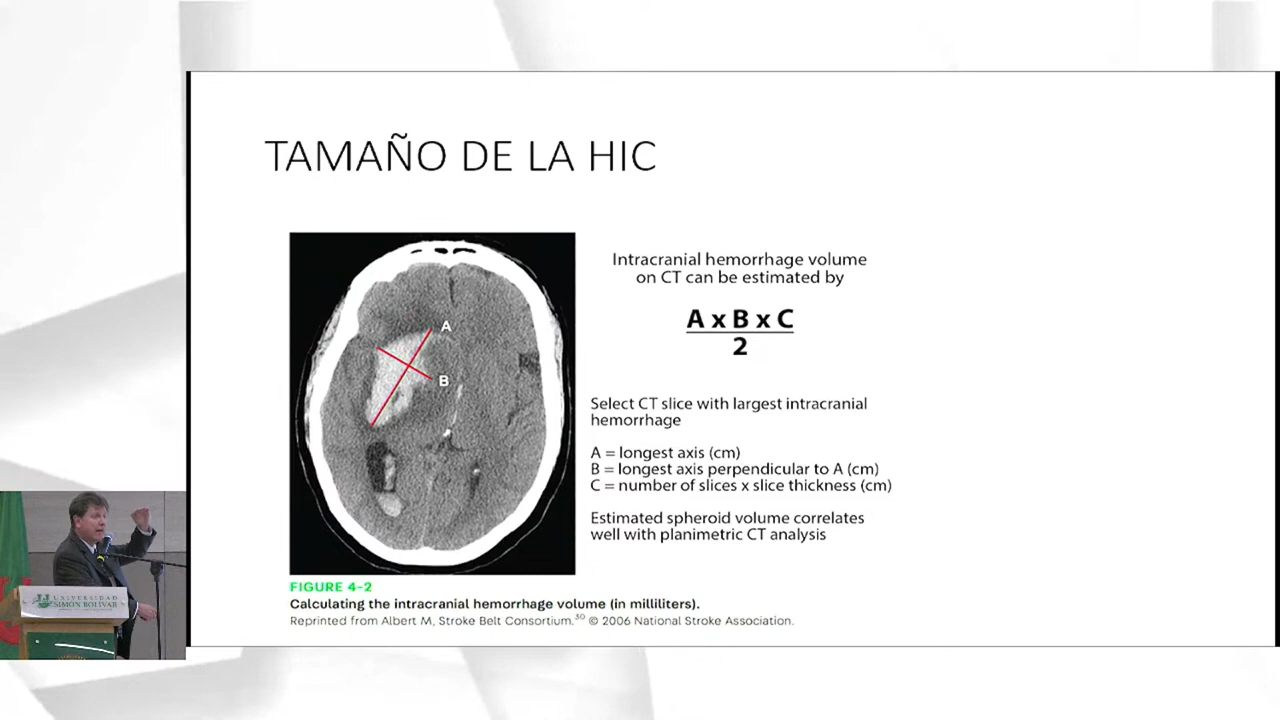 TAMAÑO DE LA HIC
A
B
Intracranial hemorrhage volume
on CT can be estimated by
A x B x C
2
Select CT slice with largest intracranial
hemorrhage
A = longest axis (cm)
B = longest axis perpendicular to A (cm)
C = number of slices x slice thickness (cm)
Estimated spheroid volume correlates
well with planimetric CT analysis
FIGURE 4-2
Calculating the intracranial hemorrhage volume (in milliliters).
Reprinted from Albert M, Stroke Belt Consortium.30 © 2006 National Stroke Association.
UNIVERSIDAD
SIMÓN BOLÍVAR